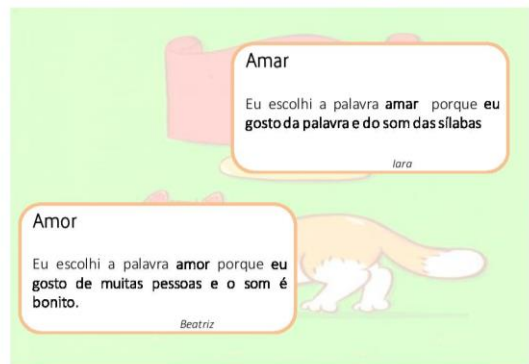 Amar
Eu escolhi a palavra amar porque eu
gosto da palavra e do som das sílabas
Iara
Amor
Eu escolhi a palavra amor porque eu
gosto de muitas pessoas e o som é
bonito.
Beatriz